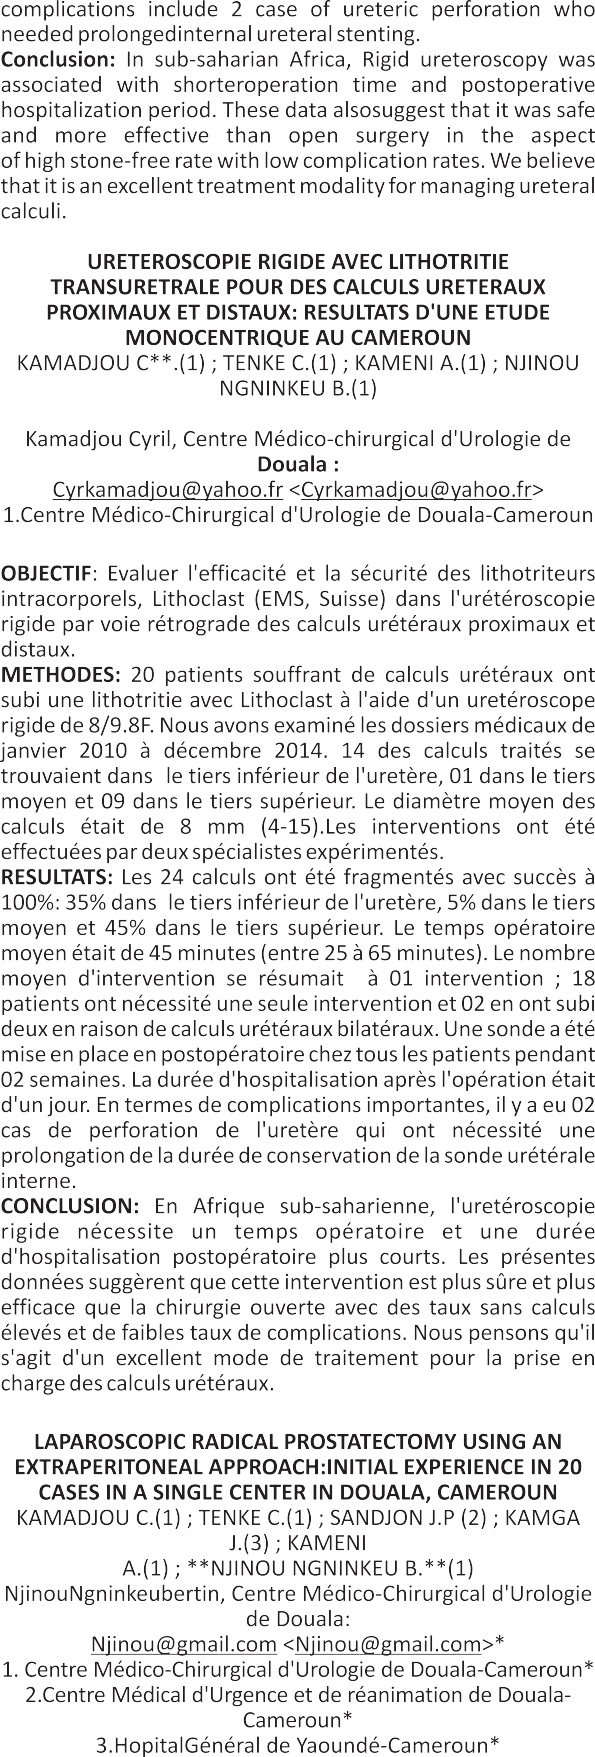 complications include 2 case of ureteric perforation who
needed prolongedinternal ureteral stenting.
Conclusion: In sub-saharian Africa, Rigid ureteroscopy was
associated with shorteroperation time and postoperative
hospitalization period. These data alsosuggest that it was safe
and more effective than open surgery in the aspect
of high stone-free rate with low complication rates. We believe
that it is an excellent treatment modality for managing ureteral
calculi.
URETEROSCOPIE RIGIDE AVEC LITHOTRITIE
TRANSURETRALE POUR DES CALCULS URETERAUX
PROXIMAUX ET DISTAUX: RESULTATS D'UNE ETUDE
MONOCENTRIQUE AU CAMEROUN
KAMADJOU C**.(1) ; TENKE C.(1) ; KAMENI A.(1) ; NJINOU
NGNINKEU B.(1)
Kamadjou Cyril, Centre Médico-chirurgical d'Urologie de
Douala :
Cyrkamadjou@yahoo.fr <Cyrkamadjou@yahoo.fr>
1.Centre Médico-Chirurgical d'Urologie de Douala-Cameroun
OBJECTIF: Evaluer l'efficacité et la sécurité des lithotriteurs
intracorporels, Lithoclast (EMS, Suisse) dans l'urétéroscopie
rigide par voie rétrograde des calculs urétéraux proximaux et
distaux.
METHODES: 20 patients souffrant de calculs urétéraux ont
subi une lithotritie avec Lithoclast à l'aide d'un uretéroscope
rigide de 8/9.8F. Nous avons examiné les dossiers médicaux de
janvier 2010 à décembre 2014. 14 des calculs traités se
trouvaient dans  le tiers inférieur de l'uretère, 01 dans le tiers
moyen et 09 dans le tiers supérieur. Le diamètre moyen des
calculs était de 8 mm (4-15).Les interventions ont été
effectuées par deux spécialistes expérimentés.
RESULTATS: Les 24 calculs ont été fragmentés avec succès à
100%: 35% dans  le tiers inférieur de l'uretère, 5% dans le tiers
moyen et 45% dans le tiers supérieur. Le temps opératoire
moyen était de 45 minutes (entre 25 à 65 minutes). Le nombre
moyen d'intervention se résumait  à 01 intervention ; 18
patients ont nécessité une seule intervention et 02 en ont subi
deux en raison de calculs urétéraux bilatéraux. Une sonde a été
mise en place en postopératoire chez tous les patients pendant
02 semaines. La durée d'hospitalisation après l'opération était
d'un jour. En termes de complications importantes, il y a eu 02
cas de perforation de l'uretère qui ont nécessité une
prolongation de la durée de conservation de la sonde urétérale
interne.
CONCLUSION: En Afrique sub-saharienne, l'uretéroscopie
rigide nécessite un temps opératoire et une durée
d'hospitalisation postopératoire plus courts. Les présentes
données suggèrent que cette intervention est plus sûre et plus
efficace que la chirurgie ouverte avec des taux sans calculs
élevés et de faibles taux de complications. Nous pensons qu'il
s'agit d'un excellent mode de traitement pour la prise en
charge des calculs urétéraux.
LAPAROSCOPIC RADICAL PROSTATECTOMY USING AN
EXTRAPERITONEAL APPROACH:INITIAL EXPERIENCE IN 20
CASES IN A SINGLE CENTER IN DOUALA, CAMEROUN
KAMADJOU C.(1) ; TENKE C.(1) ; SANDJON J.P (2) ; KAMGA
J.(3) ; KAMENI
A.(1) ; **NJINOU NGNINKEU B.**(1)
NjinouNgninkeubertin, Centre Médico-Chirurgical d'Urologie
de Douala:
Njinou@gmail.com <Njinou@gmail.com>*
1. Centre Médico-Chirurgical d'Urologie de Douala-Cameroun*
2.Centre Médical d'Urgence et de réanimation de Douala-
Cameroun*
3.HopitalGénéral de Yaoundé-Cameroun*